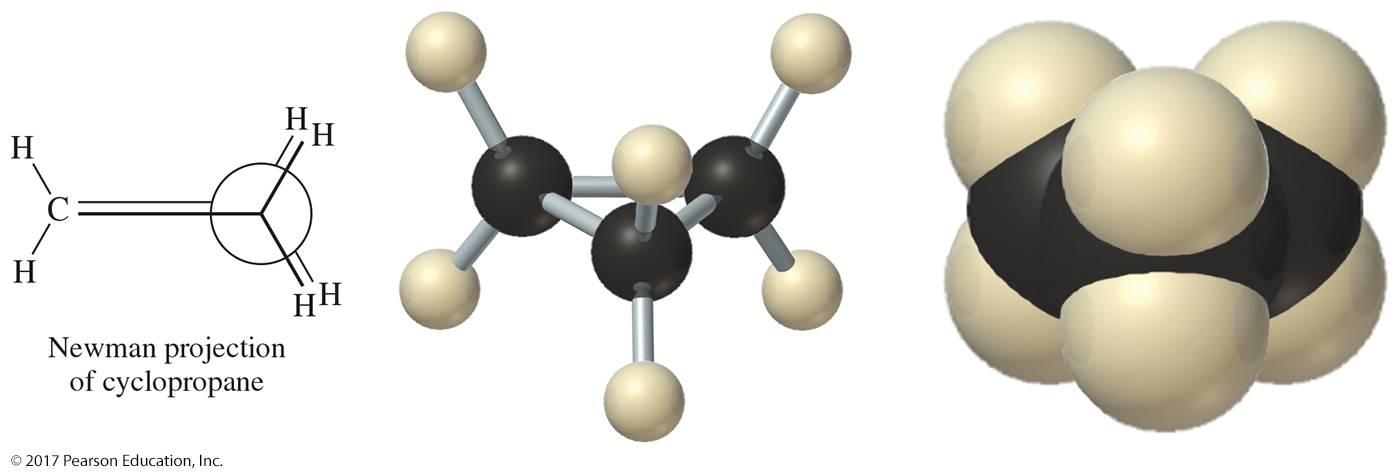 H
H
H
C
H
H
H
Newman projection
of cyclopropane
© 2017 Pearson Education, Inc.